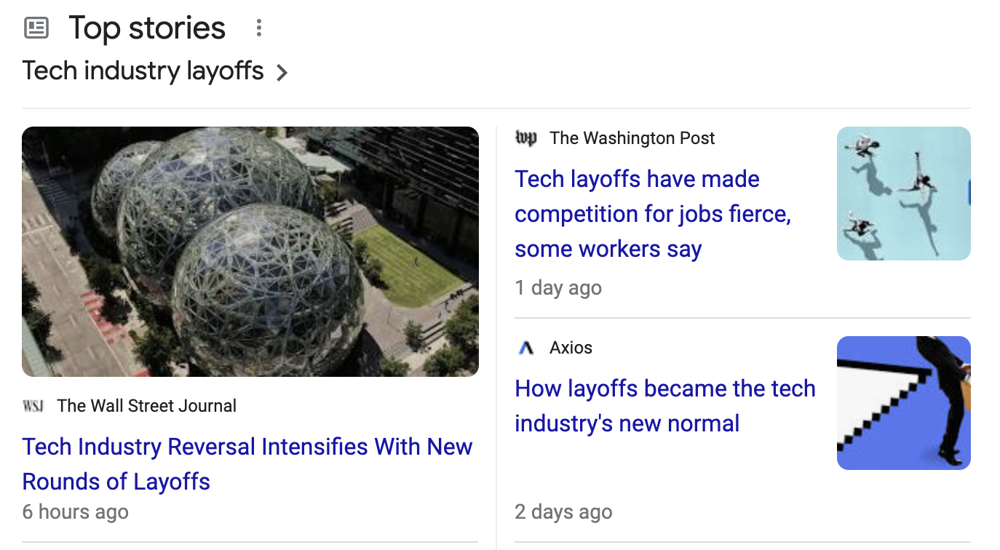 Top stories
Tech industry layoffs
WSJ The Wall Street Journal
Tech Industry Reversal Intensifies With New
Rounds of Layoffs
6 hours ago
wp The Washington Post
Tech layoffs have made
competition for jobs fierce,
some workers say
1 day ago
Axios
How layoffs became the tech
industry's new normal
2 days ago